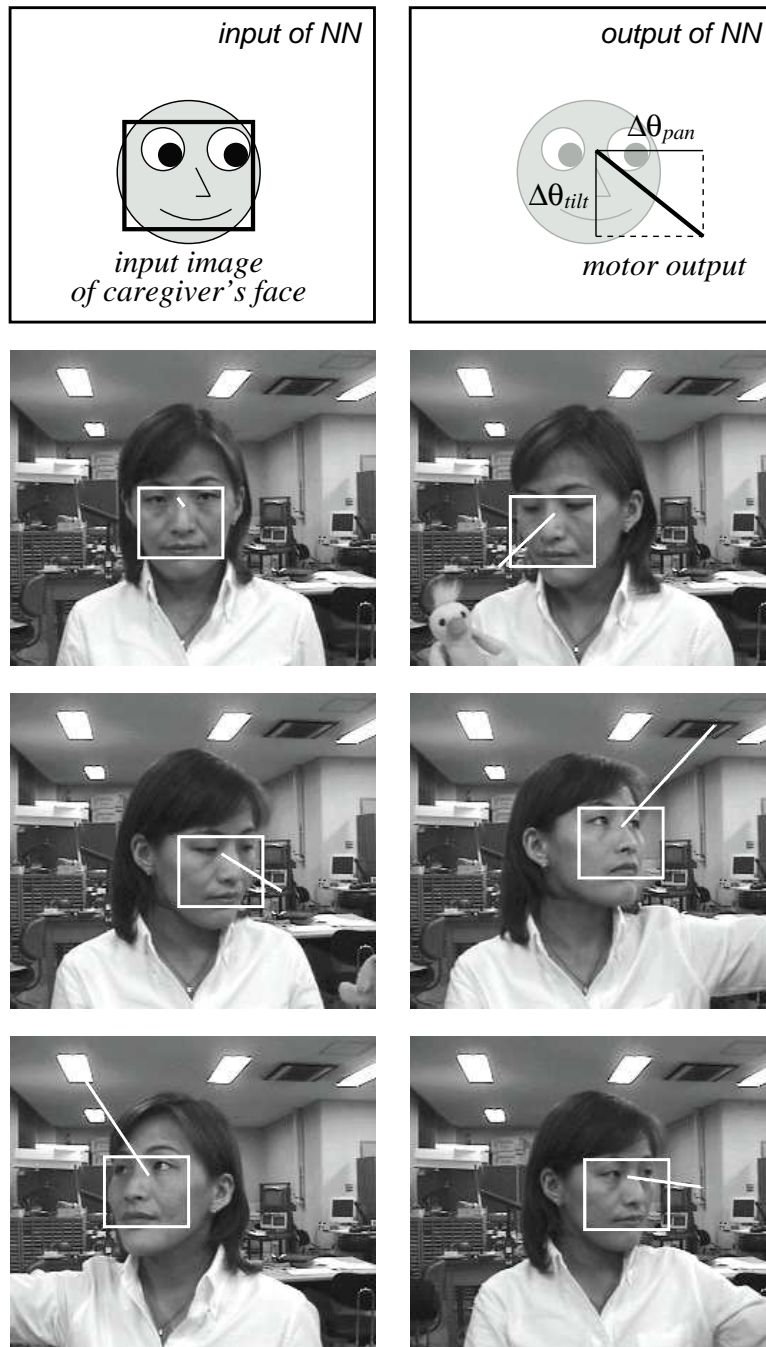 input of NN
input image
of caregiver's face
output of NN
Δθpan
Δθtilt
motor output